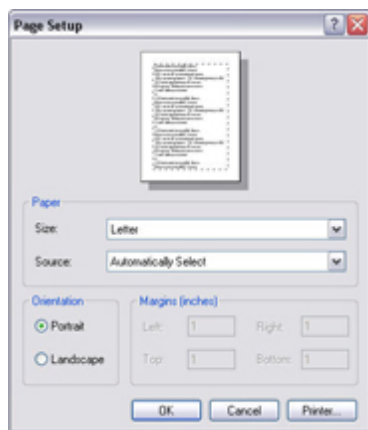 Page Setup
Paper
Size: Letter
Source: Automatically Select
Orientation Margins (inches)
Portrait Left: 1 Right: 1
Landscape Top: 1 Bottom: 1
OK Cancel Printer...